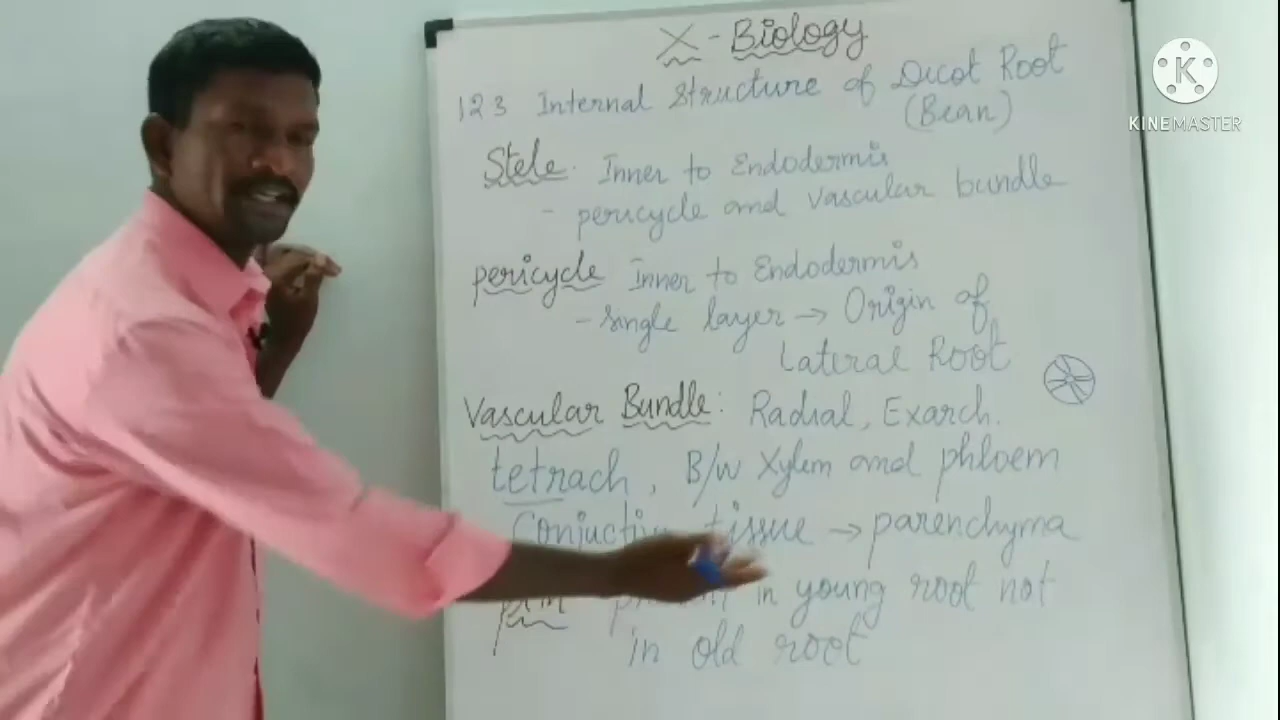 X - Biology
12 3 Internal Structure of Dicot Root
(Bean)
Stele. Inner to Endodermis
- pericycle and Vascular bundle
pericycle Inner to Endodermis
- Single layer → Origin of
Lateral Root
Vascular Bundle: Radial, Exarch.
tetrach, B/w Xylem and phloem
tissue → parenchyma
in young root not
in old root
K
KINEMASTER